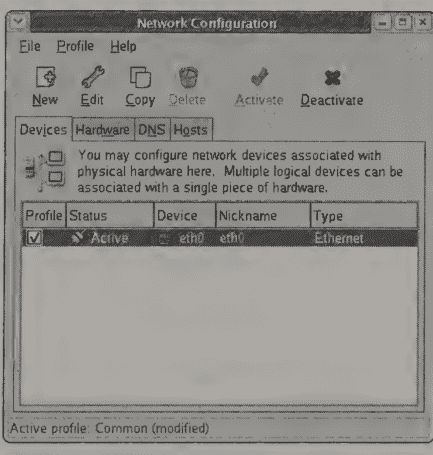 Network Configuration
File Profile Help
New Edit Copy Delete Activate Deactivate
Devices Hardware DNS Hosts
You may configure network devices associated with
physical hardware here. Multiple logical devices can be
associated with a single piece of hardware.
Profile Status Device Nickname Type
Active eth0 eth0 Ethernet
Active profile: Common (modified)